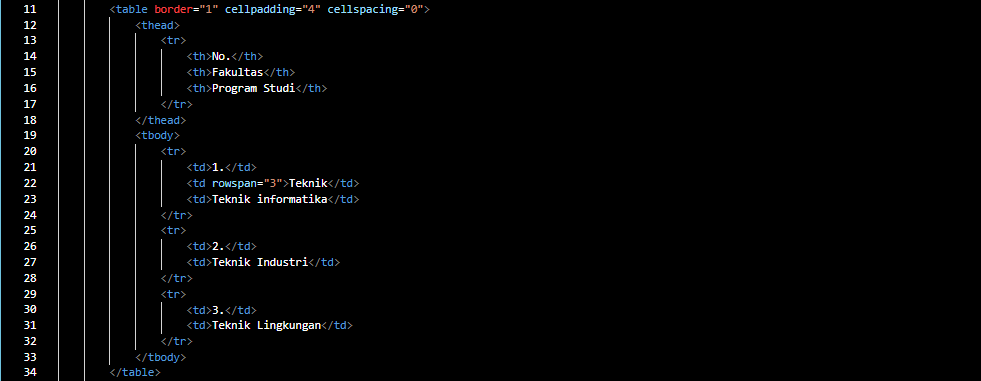 11 <table border="1" cellpadding="4" cellspacing="0">
12 <thead>
13 <tr>
14 <th>No.</th>
15 <th>Fakultas</th>
16 <th>Program Studi</th>
17 </tr>
18 </thead>
19 <tbody>
20 <tr>
21 <td>1.</td>
22 <td rowspan="3">Teknik</td>
23 <td>Teknik informatika</td>
24 </tr>
25 <tr>
26 <td>2.</td>
27 <td>Teknik Industri</td>
28 </tr>
29 <tr>
30 <td>3.</td>
31 <td>Teknik Lingkungan</td>
32 </tr>
33 </tbody>
34 </table>